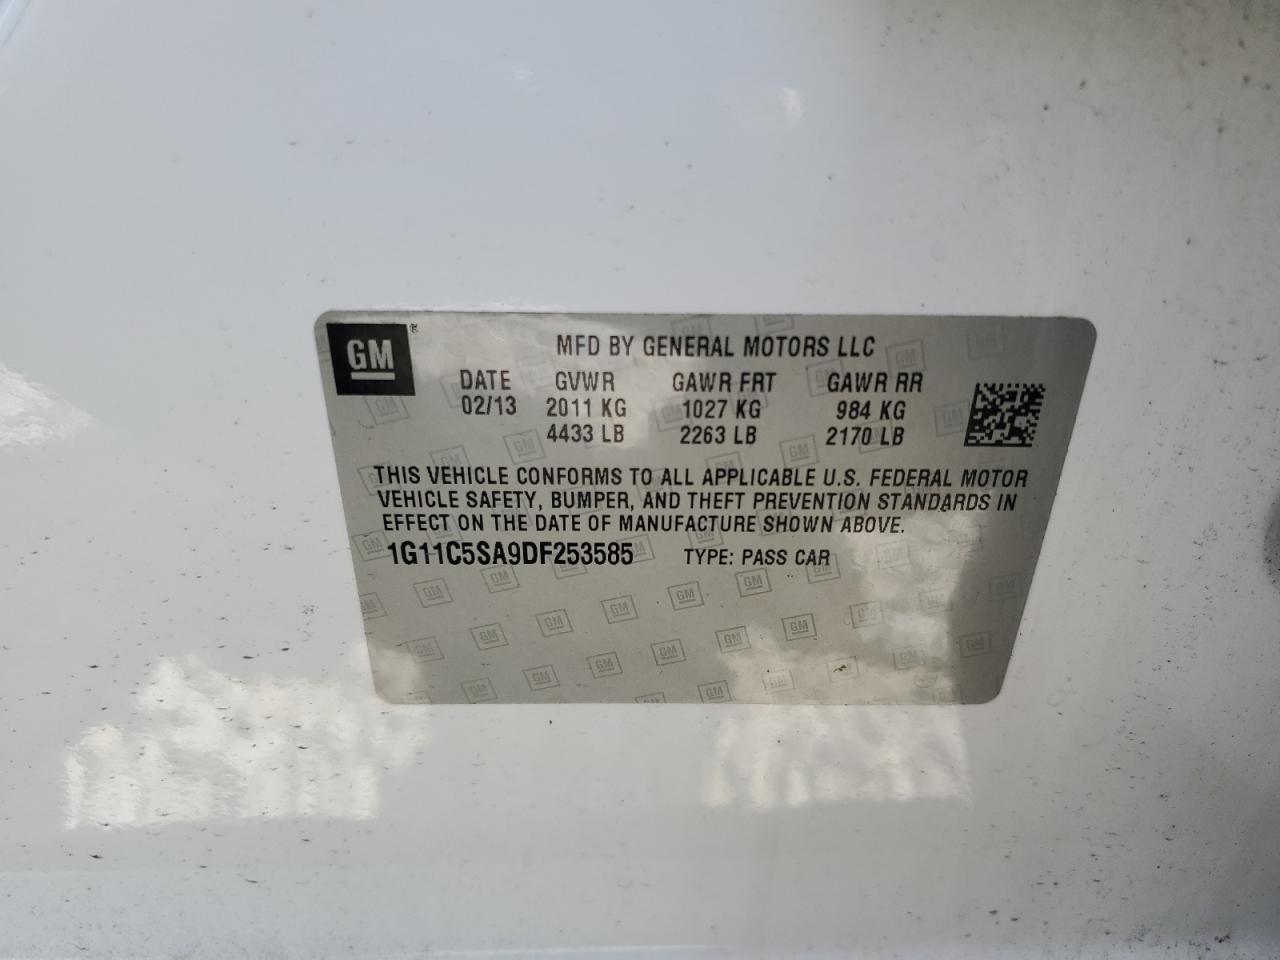 GM ®
MFD BY GENERAL MOTORS LLC
DATE GVWR GAWR FRT GAWR RR
02/13 2011 KG 1027 KG 984 KG
4433 LB 2263 LB 2170 LB
THIS VEHICLE CONFORMS TO ALL APPLICABLE U.S. FEDERAL MOTOR
VEHICLE SAFETY, BUMPER, AND THEFT PREVENTION STANDARDS IN
EFFECT ON THE DATE OF MANUFACTURE SHOWN ABOVE.
1G11C5SA9DF253585 TYPE: PASS CAR